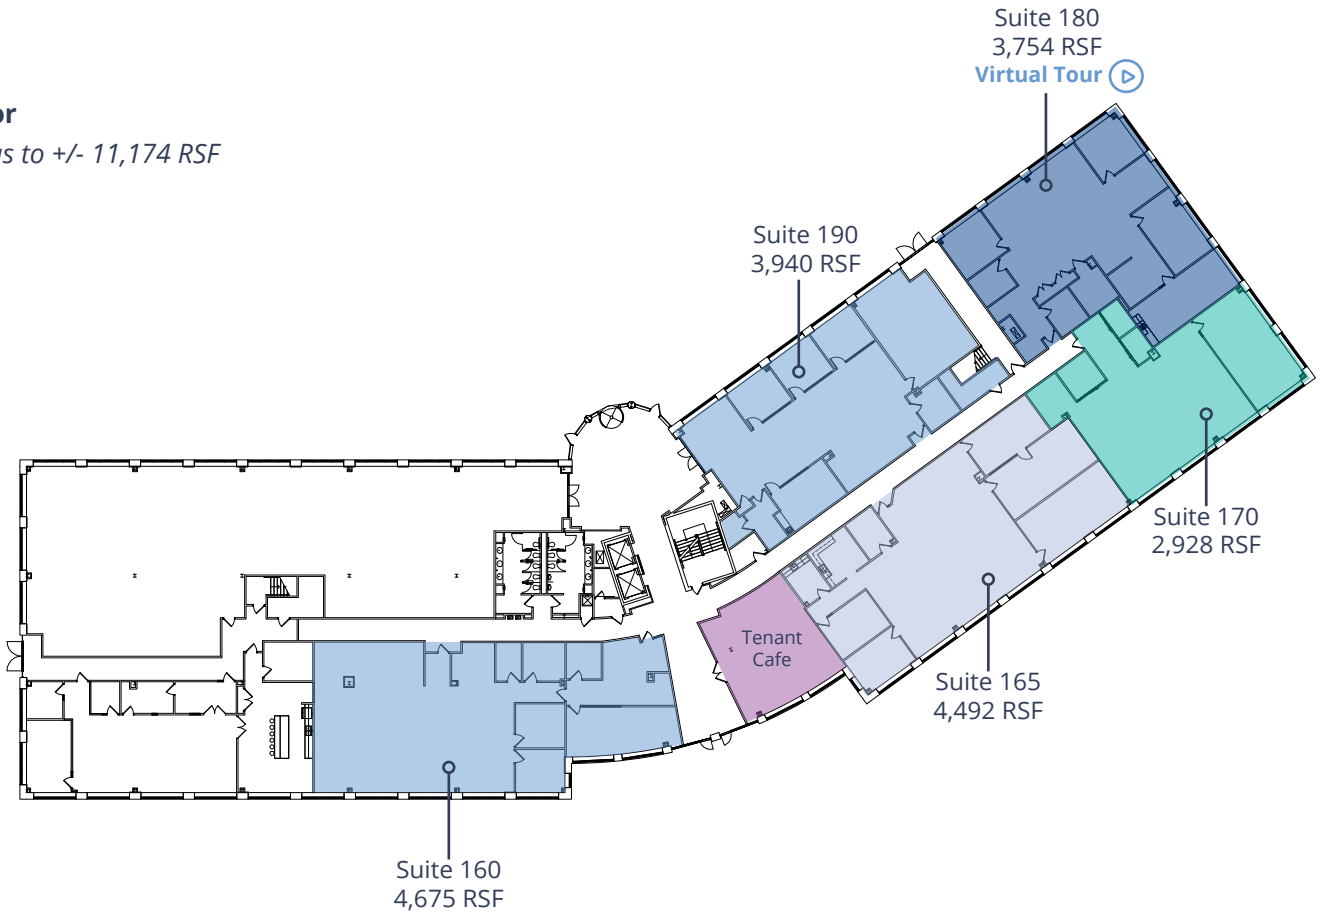 Suite 180
3,754 RSF
Virtual Tour
to +/- 11,174 RSF
Suite 190
3,940 RSF
Suite 170
2,928 RSF
Tenant
Cafe
Suite 165
4,492 RSF
Suite 160
4,675 RSF